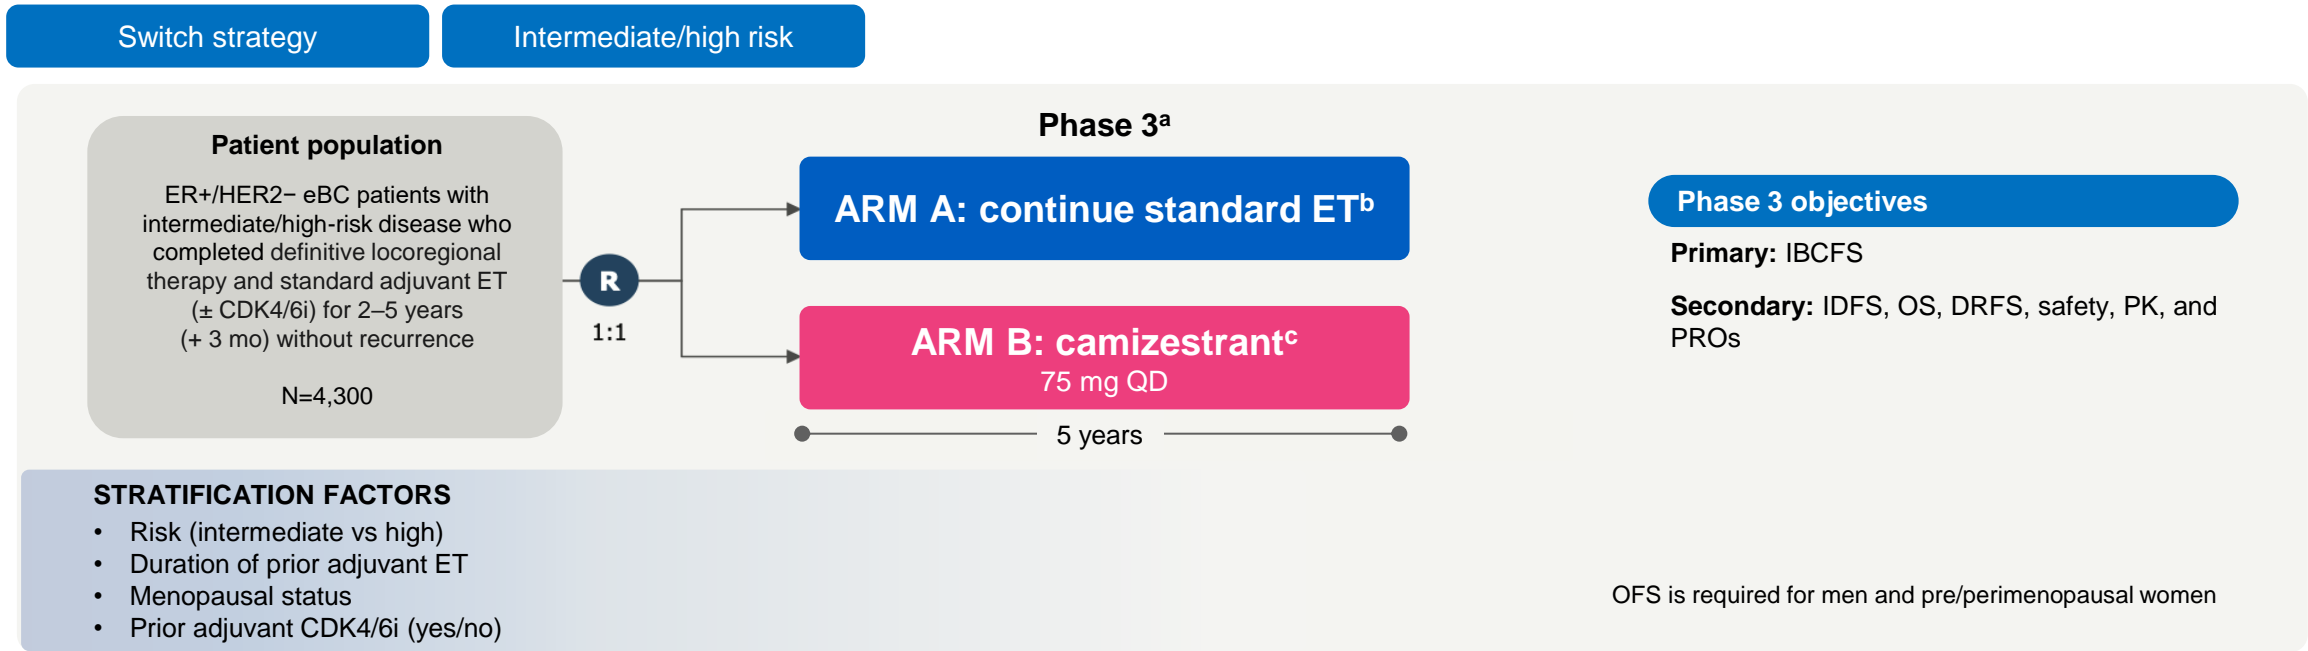 Switch strategy
Intermediate/high risk
Patient population
ER+/HER2− eBC patients with
intermediate/high-risk disease who
completed definitive locoregional
therapy and standard adjuvant ET
(± CDK4/6i) for 2–5 years
(+ 3 mo) without recurrence
N=4,300
R
1:1
Phase 3ᵃ
ARM A: continue standard ETᵇ
ARM B: camizestrantᶜ
75 mg QD
5 years
Phase 3 objectives
Primary: IBCFS
Secondary: IDFS, OS, DRFS, safety, PK, and
PROs
STRATIFICATION FACTORS
• Risk (intermediate vs high)
• Duration of prior adjuvant ET
• Menopausal status
• Prior adjuvant CDK4/6i (yes/no)
OFS is required for men and pre/perimenopausal women